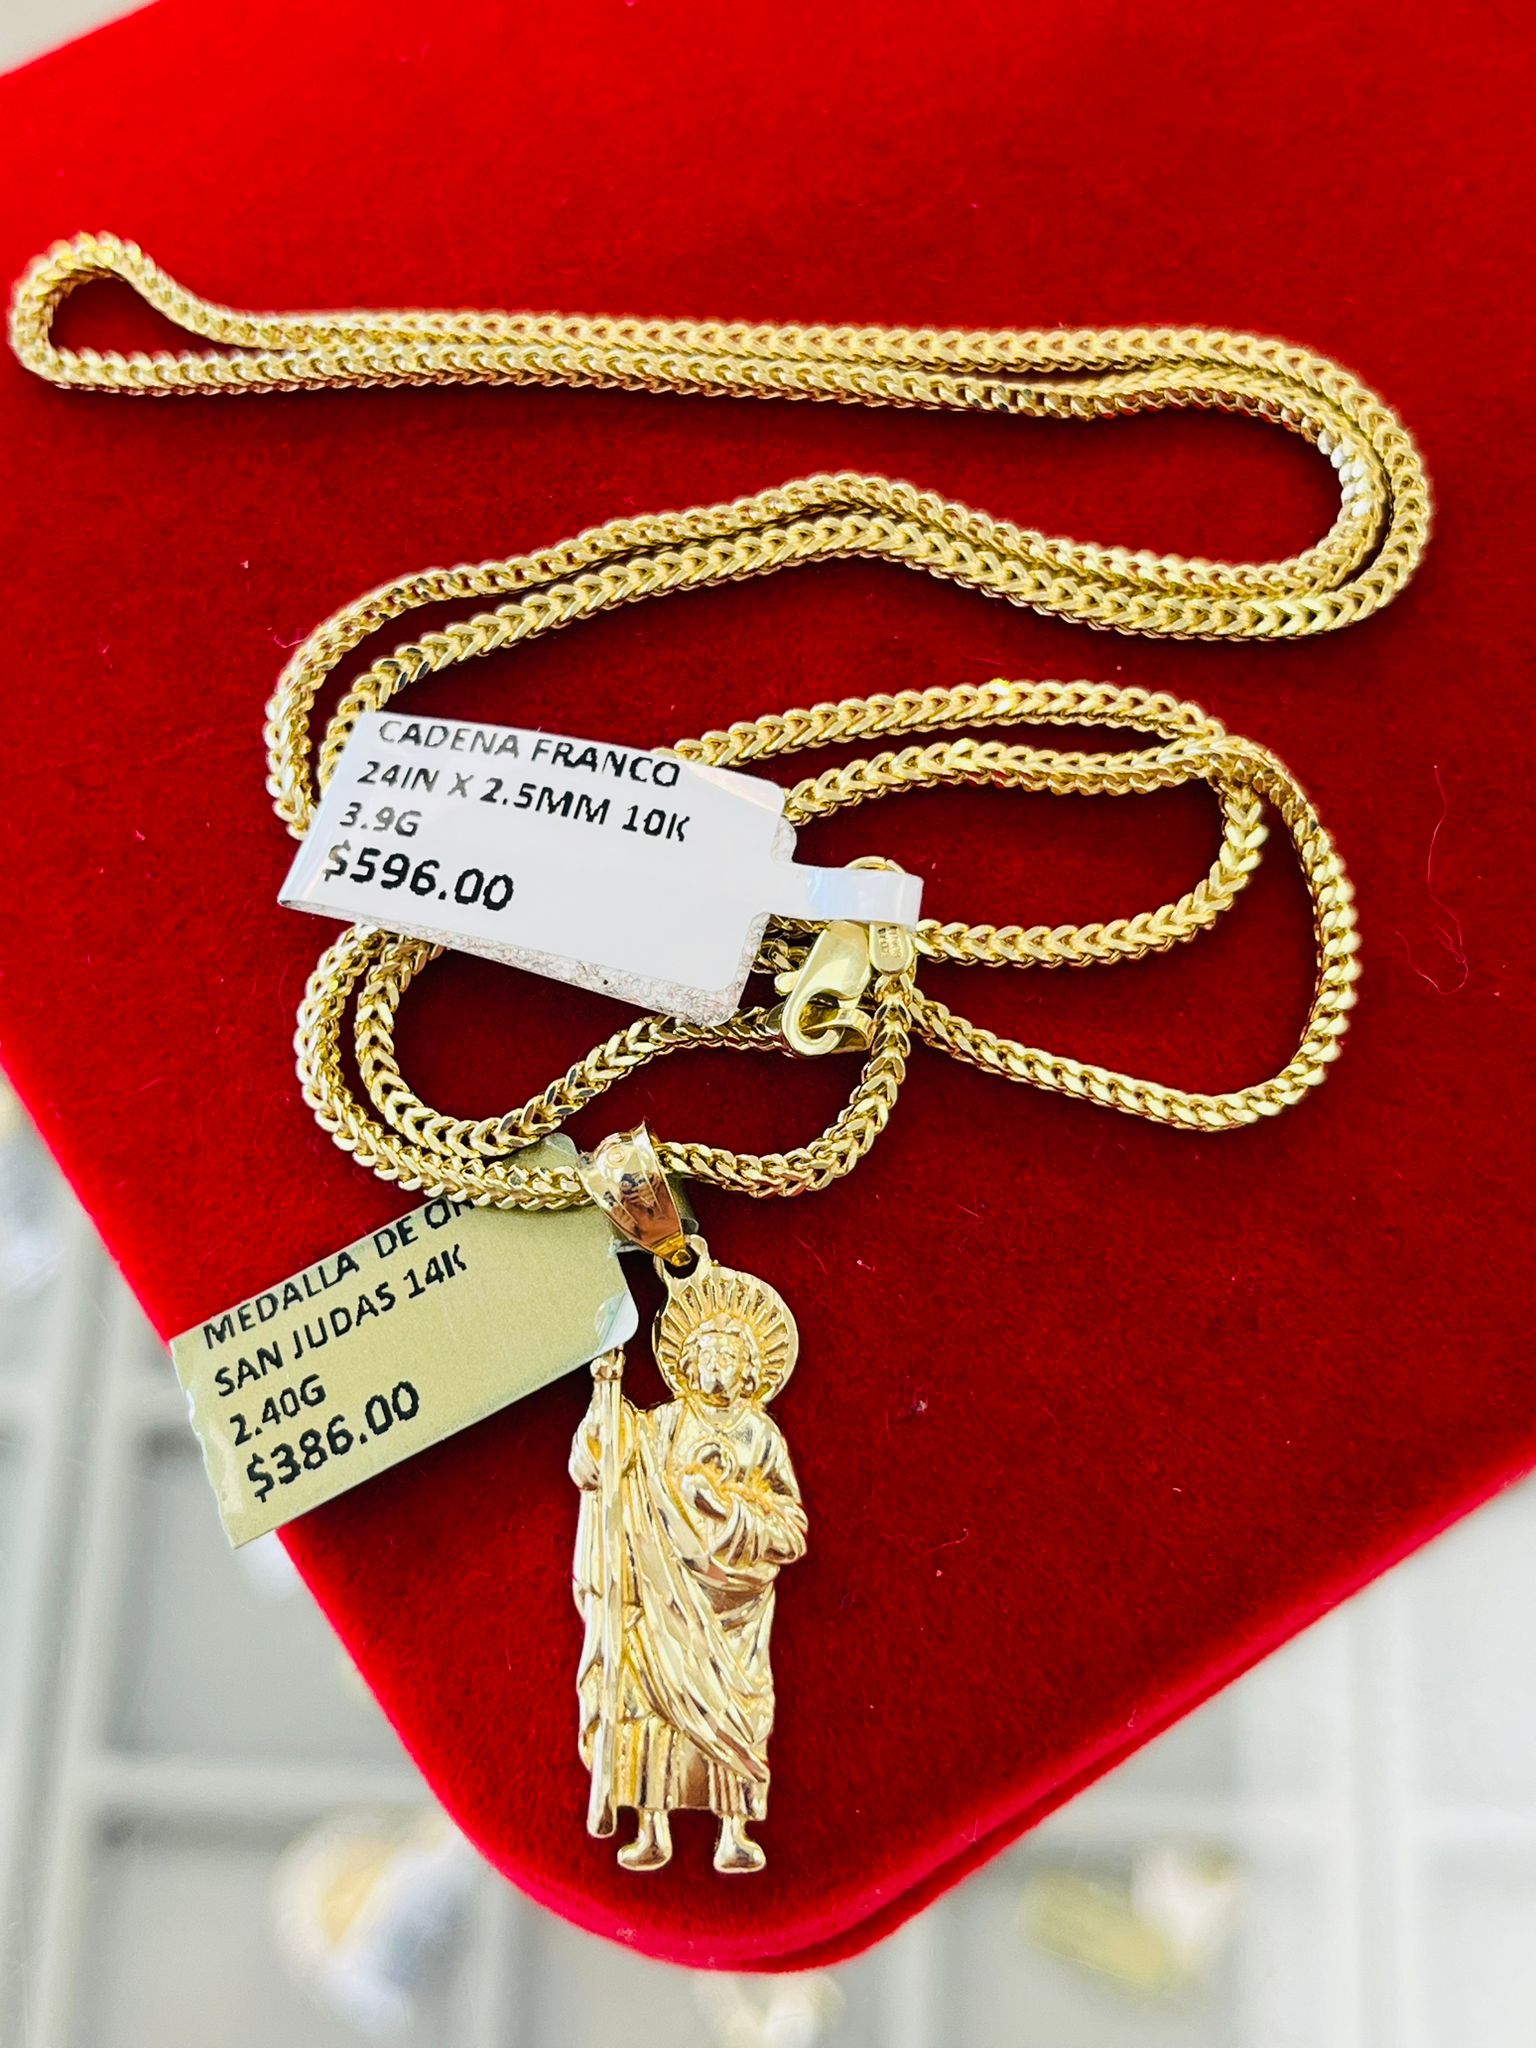 CADENA FRANCO
24IN X 2.5MM 10K
3.9G
$596.00
MEDALLA DE
SAN JUDAS 14K
2.40G
$386.00